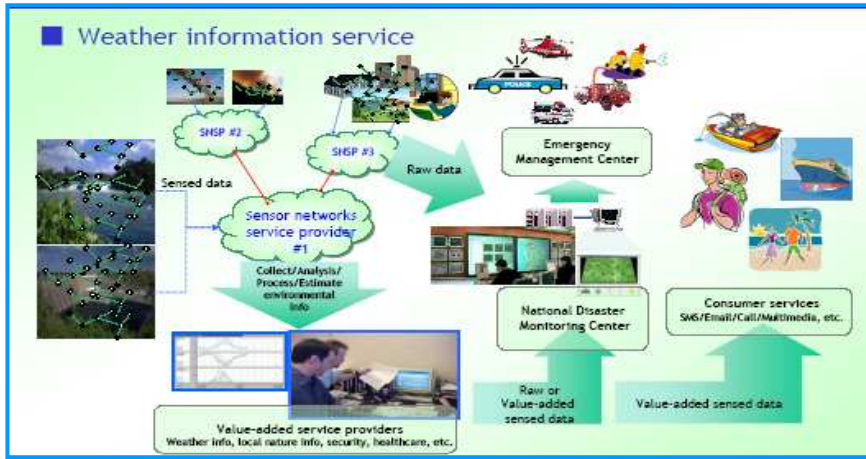 Weather information service
SNSP #2
SNSP #3
POLICE
Emergency
Management Center
Sensed data
Raw data
Sensor networks
service provider
#1
Collect/Analysis/
Process/Estimate
environmental
info
National Disaster
Monitoring Center
Consumer services
SMS/Email/Call/Multimedia, etc.
Raw or
Value-added
sensed data
Value-added sensed data
Value-added service providers
Weather info, local nature info, security, healthcare, etc.